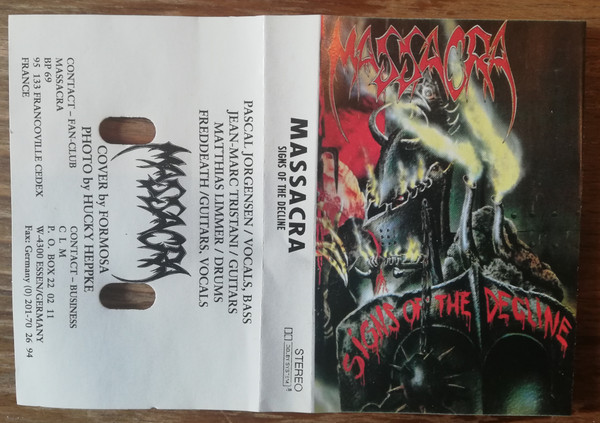 MASSACRA
SIGNS OF THE DECLINE
MASSACRA
SIGNS OF THE DECLINE
STEREO
DOLBY SYSTEM
PASCAL JORGENSEN / VOCALS, BASS
JEAN-MARC TRISTANI / GUITARS
MATTHIAS LIMMER / DRUMS
FREDDEATH /GUITARS, VOCALS
MASSACRA
COVER by FORMOSA
PHOTO by HUCKY HEPPKE
CONTACT – FAN-CLUB
MASSACRA
BP 69
95 133 FRANCOVILLE CEDEX
FRANCE
CONTACT – BUSINESS
C L M
P. O. BOX 22 02 11
W-4300 ESSEN/GERMANY
Fax: Germany (0) 201-70 26 94